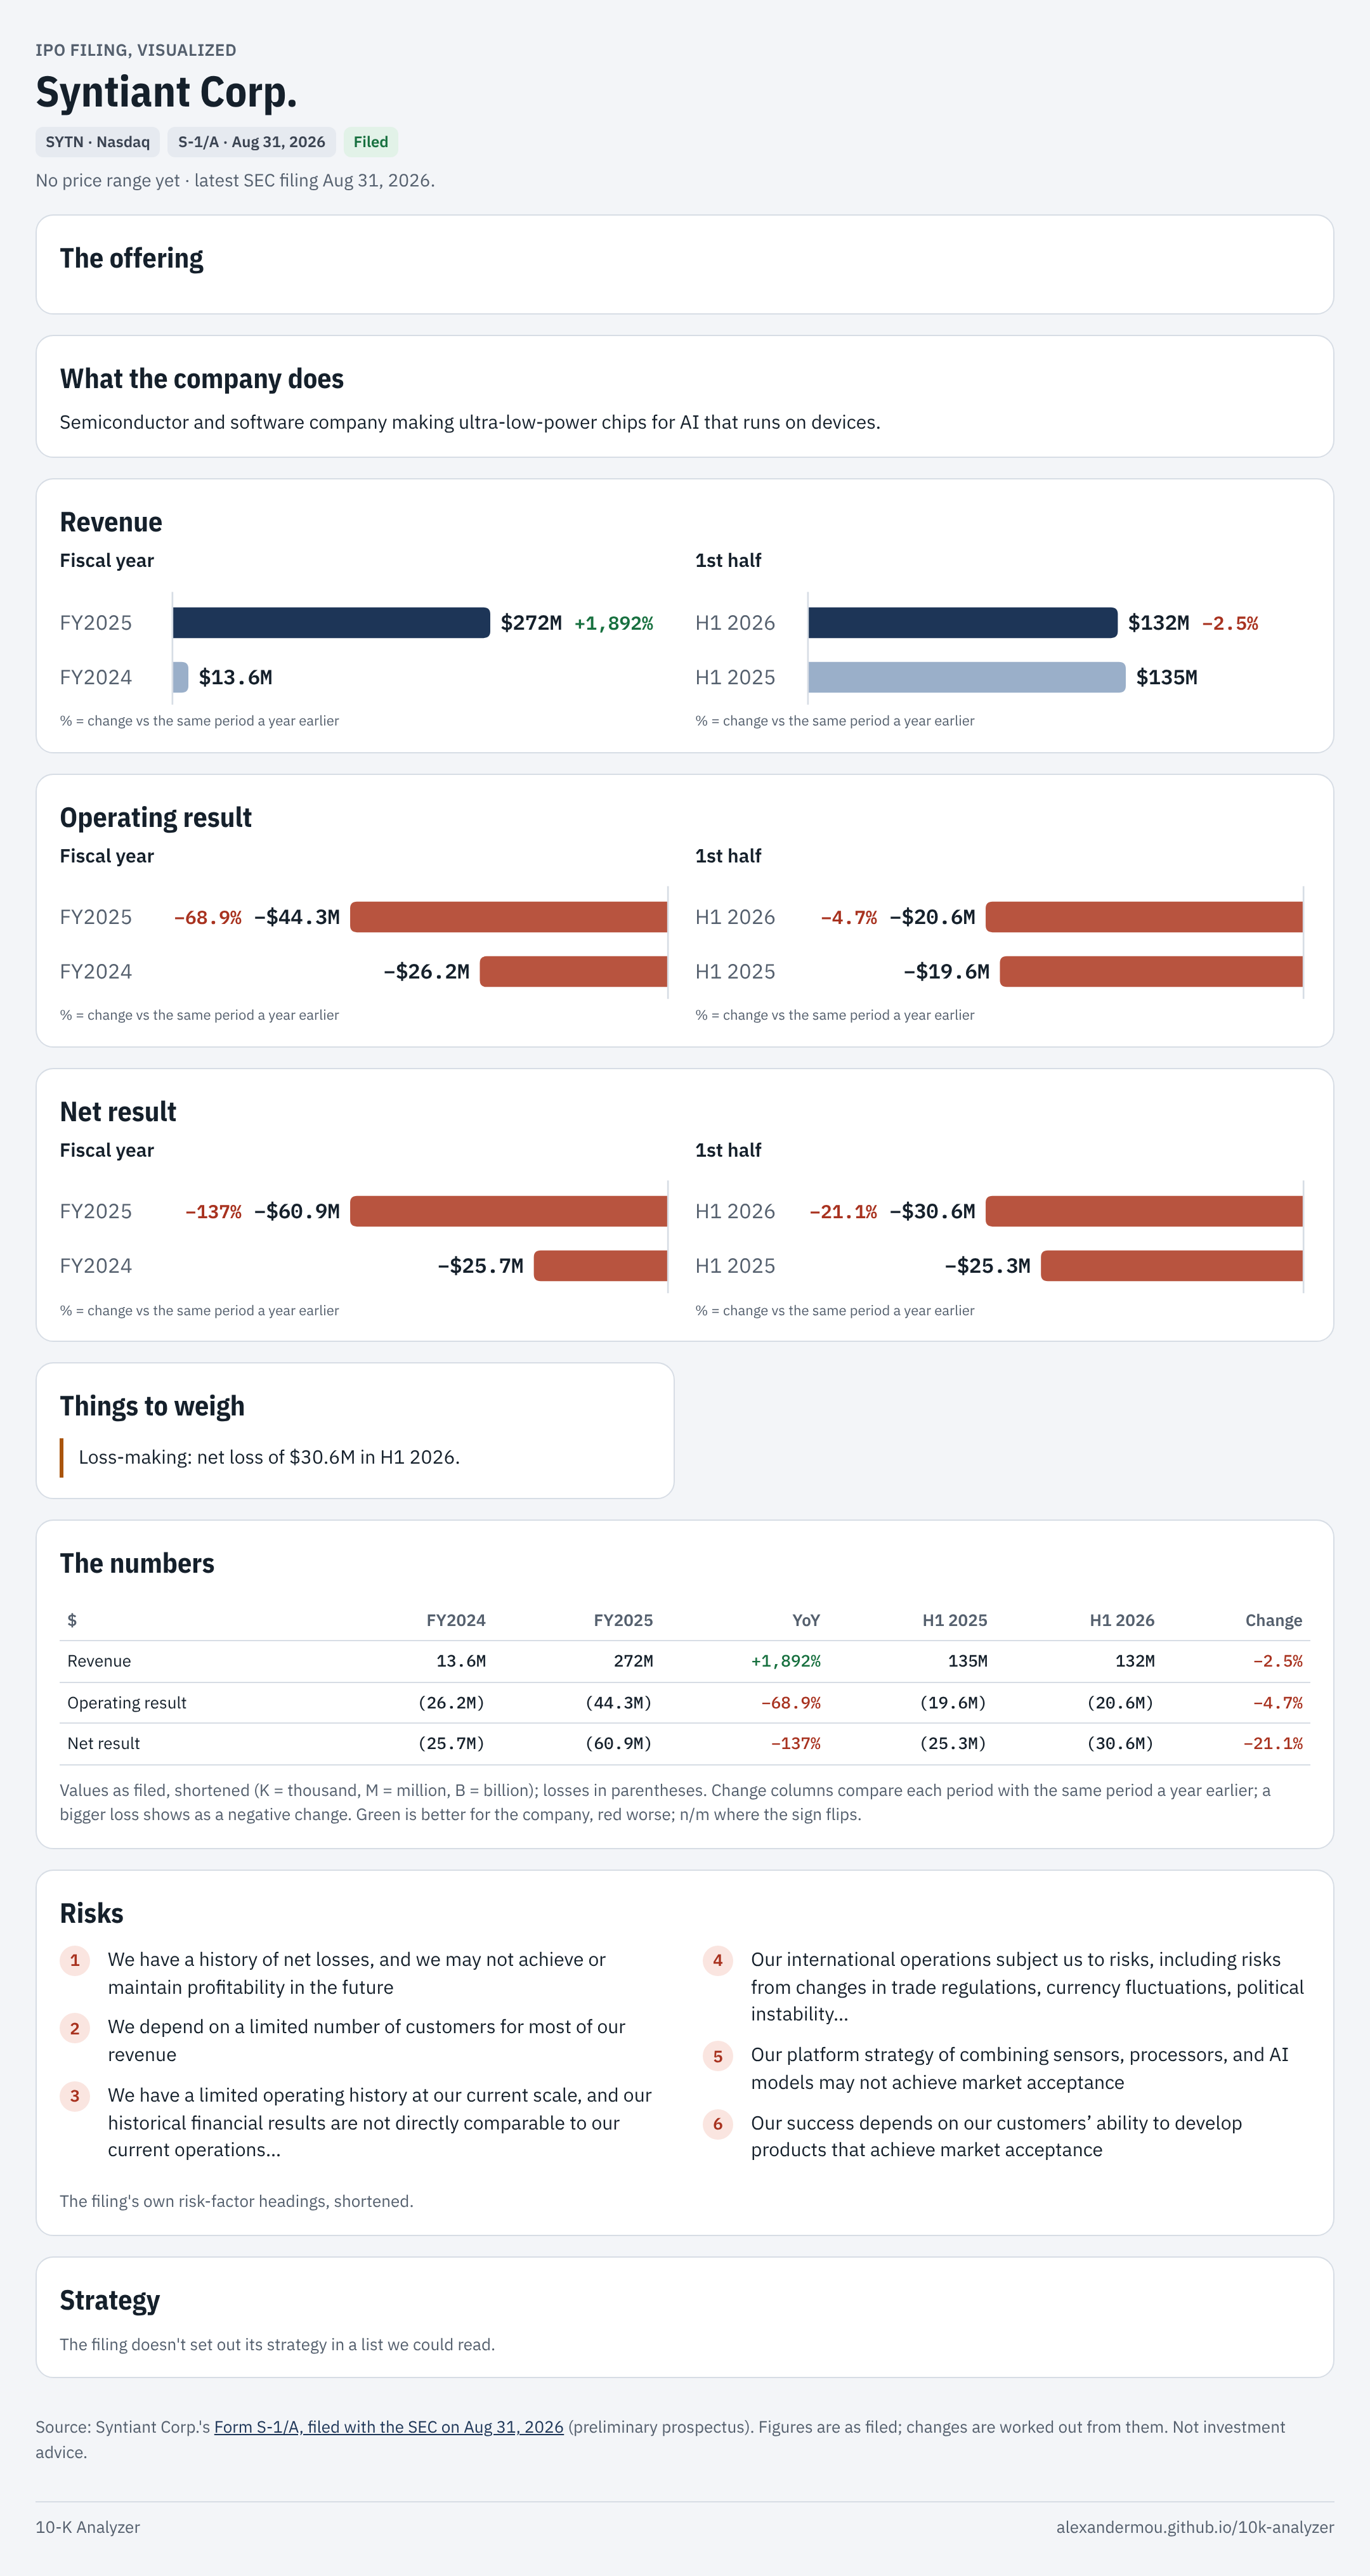 IPO FILING, VISUALIZED
Syntiant Corp.
SYTN · Nasdaq
S-1/A · Aug 31, 2026
Filed
No price range yet · latest SEC filing Aug 31, 2026.
The offering
What the company does
Semiconductor and software company making ultra-low-power chips for AI that runs on devices.
Revenue
Fiscal year
FY2025 $272M +1,892%
FY2024 $13.6M
% = change vs the same period a year earlier
1st half
H1 2026 $132M −2.5%
H1 2025 $135M
% = change vs the same period a year earlier
Operating result
Fiscal year
FY2025 −68.9% −$44.3M
FY2024 −$26.2M
% = change vs the same period a year earlier
1st half
H1 2026 −4.7% −$20.6M
H1 2025 −$19.6M
% = change vs the same period a year earlier
Net result
Fiscal year
FY2025 −137% −$60.9M
FY2024 −$25.7M
% = change vs the same period a year earlier
1st half
H1 2026 −21.1% −$30.6M
H1 2025 −$25.3M
% = change vs the same period a year earlier
Things to weigh
Loss-making: net loss of $30.6M in H1 2026.
The numbers
$ FY2024 FY2025 YoY H1 2025 H1 2026 Change
Revenue 13.6M 272M +1,892% 135M 132M −2.5%
Operating result (26.2M) (44.3M) −68.9% (19.6M) (20.6M) −4.7%
Net result (25.7M) (60.9M) −137% (25.3M) (30.6M) −21.1%
Values as filed, shortened (K = thousand, M = million, B = billion); losses in parentheses. Change columns compare each period with the same period a year earlier; a
bigger loss shows as a negative change. Green is better for the company, red worse; n/m where the sign flips.
Risks
1 We have a history of net losses, and we may not achieve or
maintain profitability in the future
2 We depend on a limited number of customers for most of our
revenue
3 We have a limited operating history at our current scale, and our
historical financial results are not directly comparable to our
current operations…
4 Our international operations subject us to risks, including risks
from changes in trade regulations, currency fluctuations, political
instability…
5 Our platform strategy of combining sensors, processors, and AI
models may not achieve market acceptance
6 Our success depends on our customers’ ability to develop
products that achieve market acceptance
The filing's own risk-factor headings, shortened.
Strategy
The filing doesn't set out its strategy in a list we could read.
Source: Syntiant Corp.'s Form S-1/A, filed with the SEC on Aug 31, 2026 (preliminary prospectus). Figures are as filed; changes are worked out from them. Not investment
advice.
10-K Analyzer
alexandermou.github.io/10k-analyzer